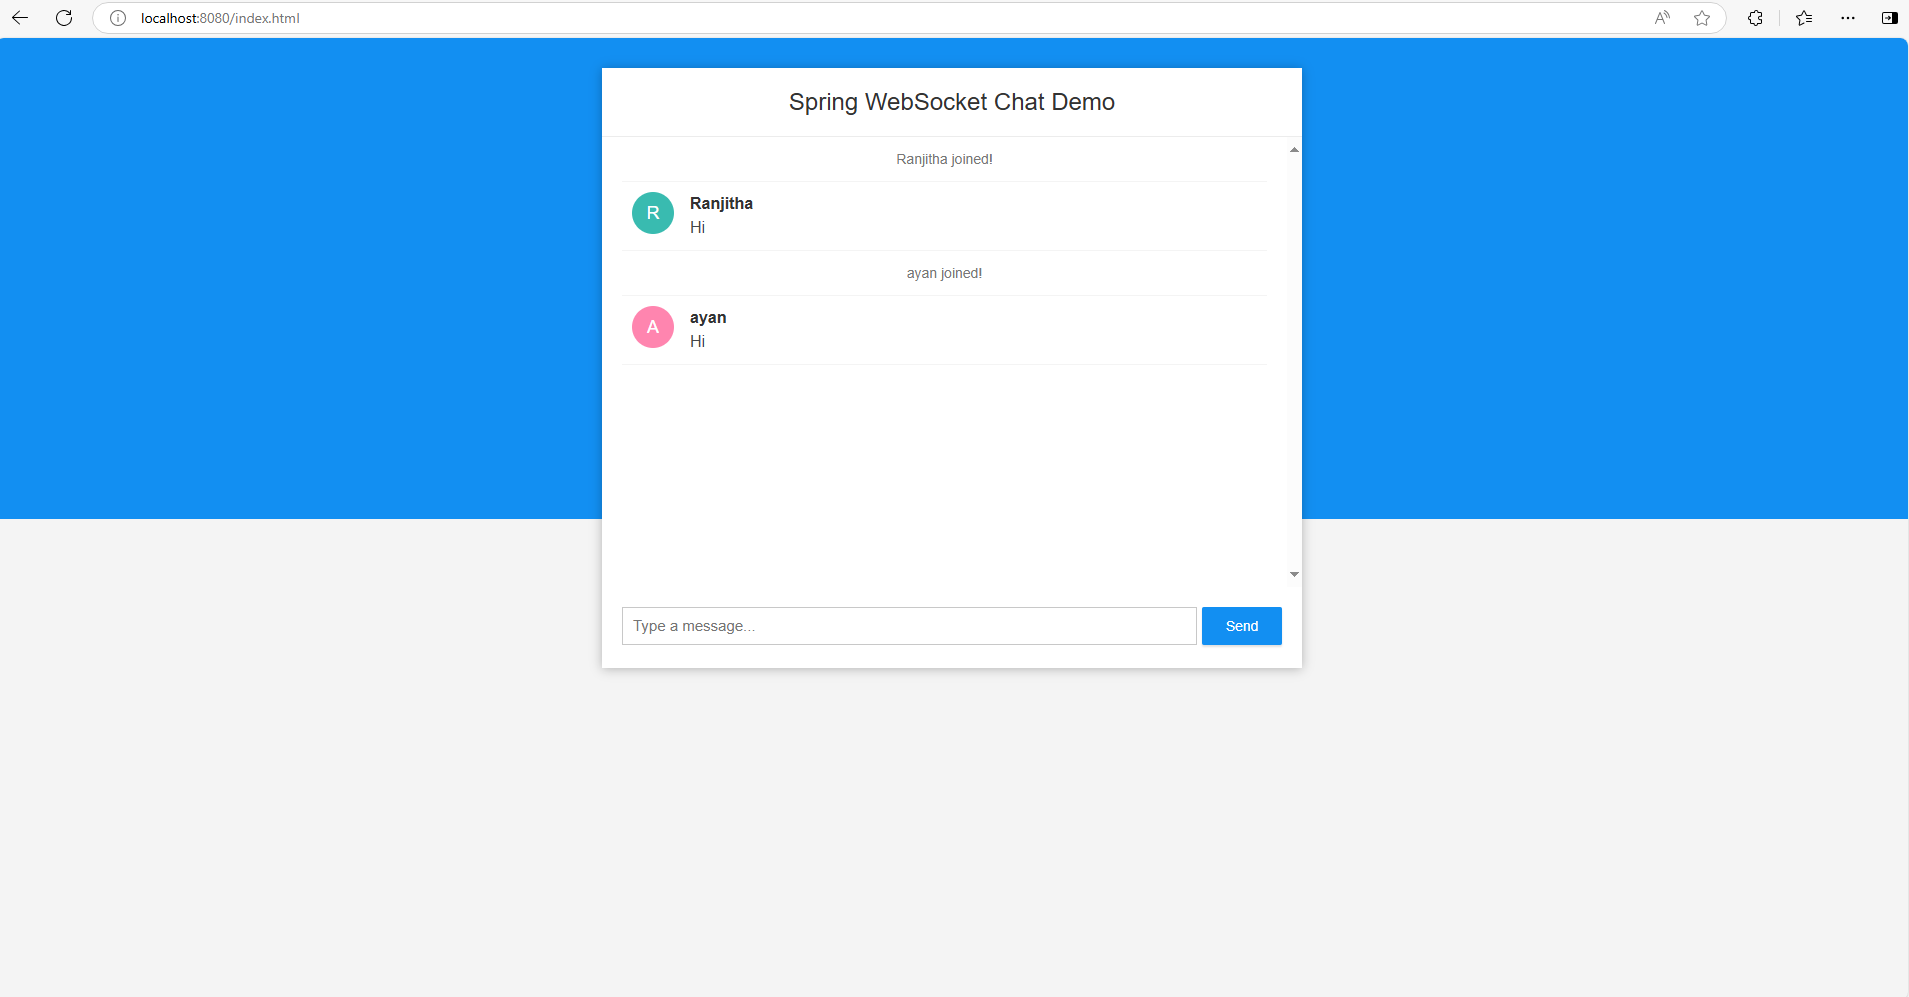 localhost:8080/index.html
Spring WebSocket Chat Demo
Ranjitha joined!
R
Ranjitha
Hi
ayan joined!
A
ayan
Hi
Type a message...
Send